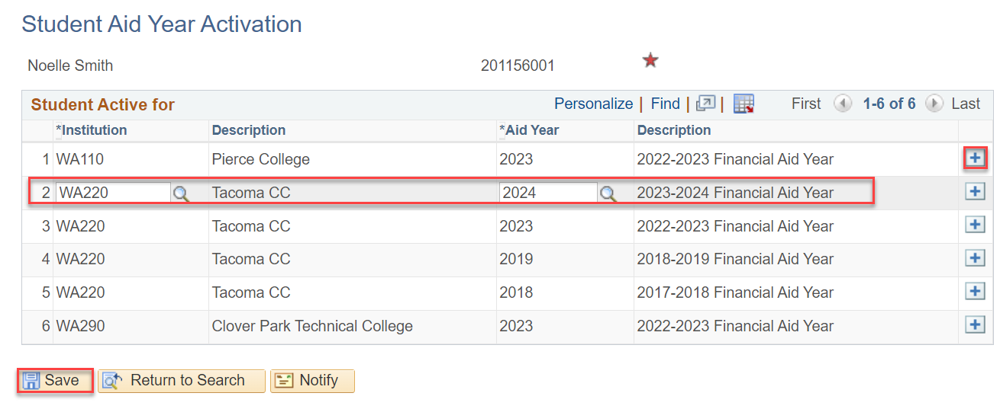 Student Aid Year Activation
Noelle Smith 201156001
Student Active for Personalize | Find | | First 1-6 of 6 Last
*Institution Description *Aid Year Description
1 WA110 Pierce College 2023 2022-2023 Financial Aid Year
2 WA220 Tacoma CC 2024 2023-2024 Financial Aid Year
3 WA220 Tacoma CC 2023 2022-2023 Financial Aid Year
4 WA220 Tacoma CC 2019 2018-2019 Financial Aid Year
5 WA220 Tacoma CC 2018 2017-2018 Financial Aid Year
6 WA290 Clover Park Technical College 2023 2022-2023 Financial Aid Year
Save Return to Search Notify